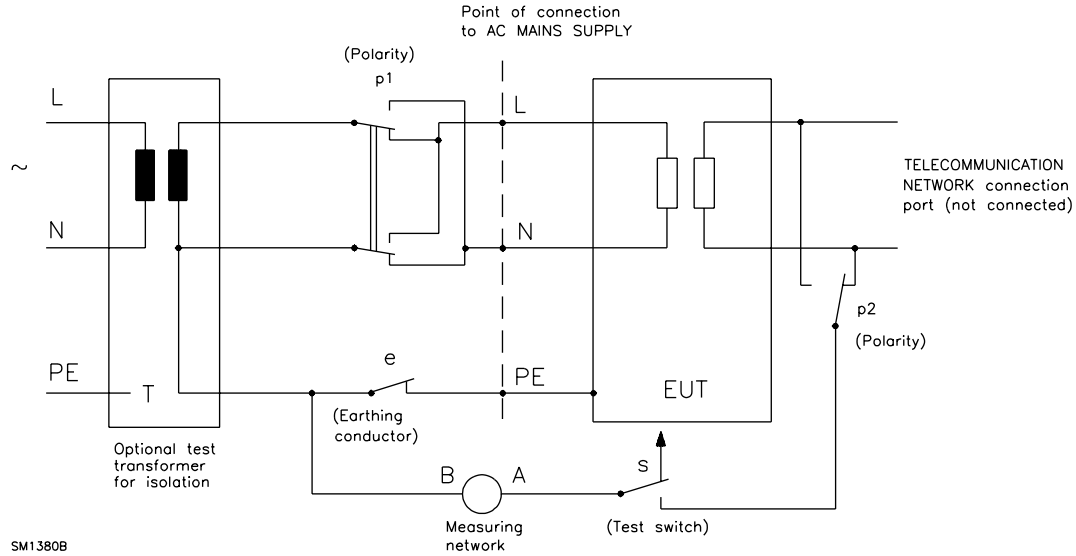 Point of connection
to AC MAINS SUPPLY
(Polarity)
p1
L
L
~
TELECOMMUNICATION
NETWORK connection
port (not connected)
N
N
p2
(Polarity)
e
PE
PE
T
EUT
(Earthing
conductor)
Optional test
transformer
for isolation
B
A
s
Measuring
network
(Test switch)
SM1380B